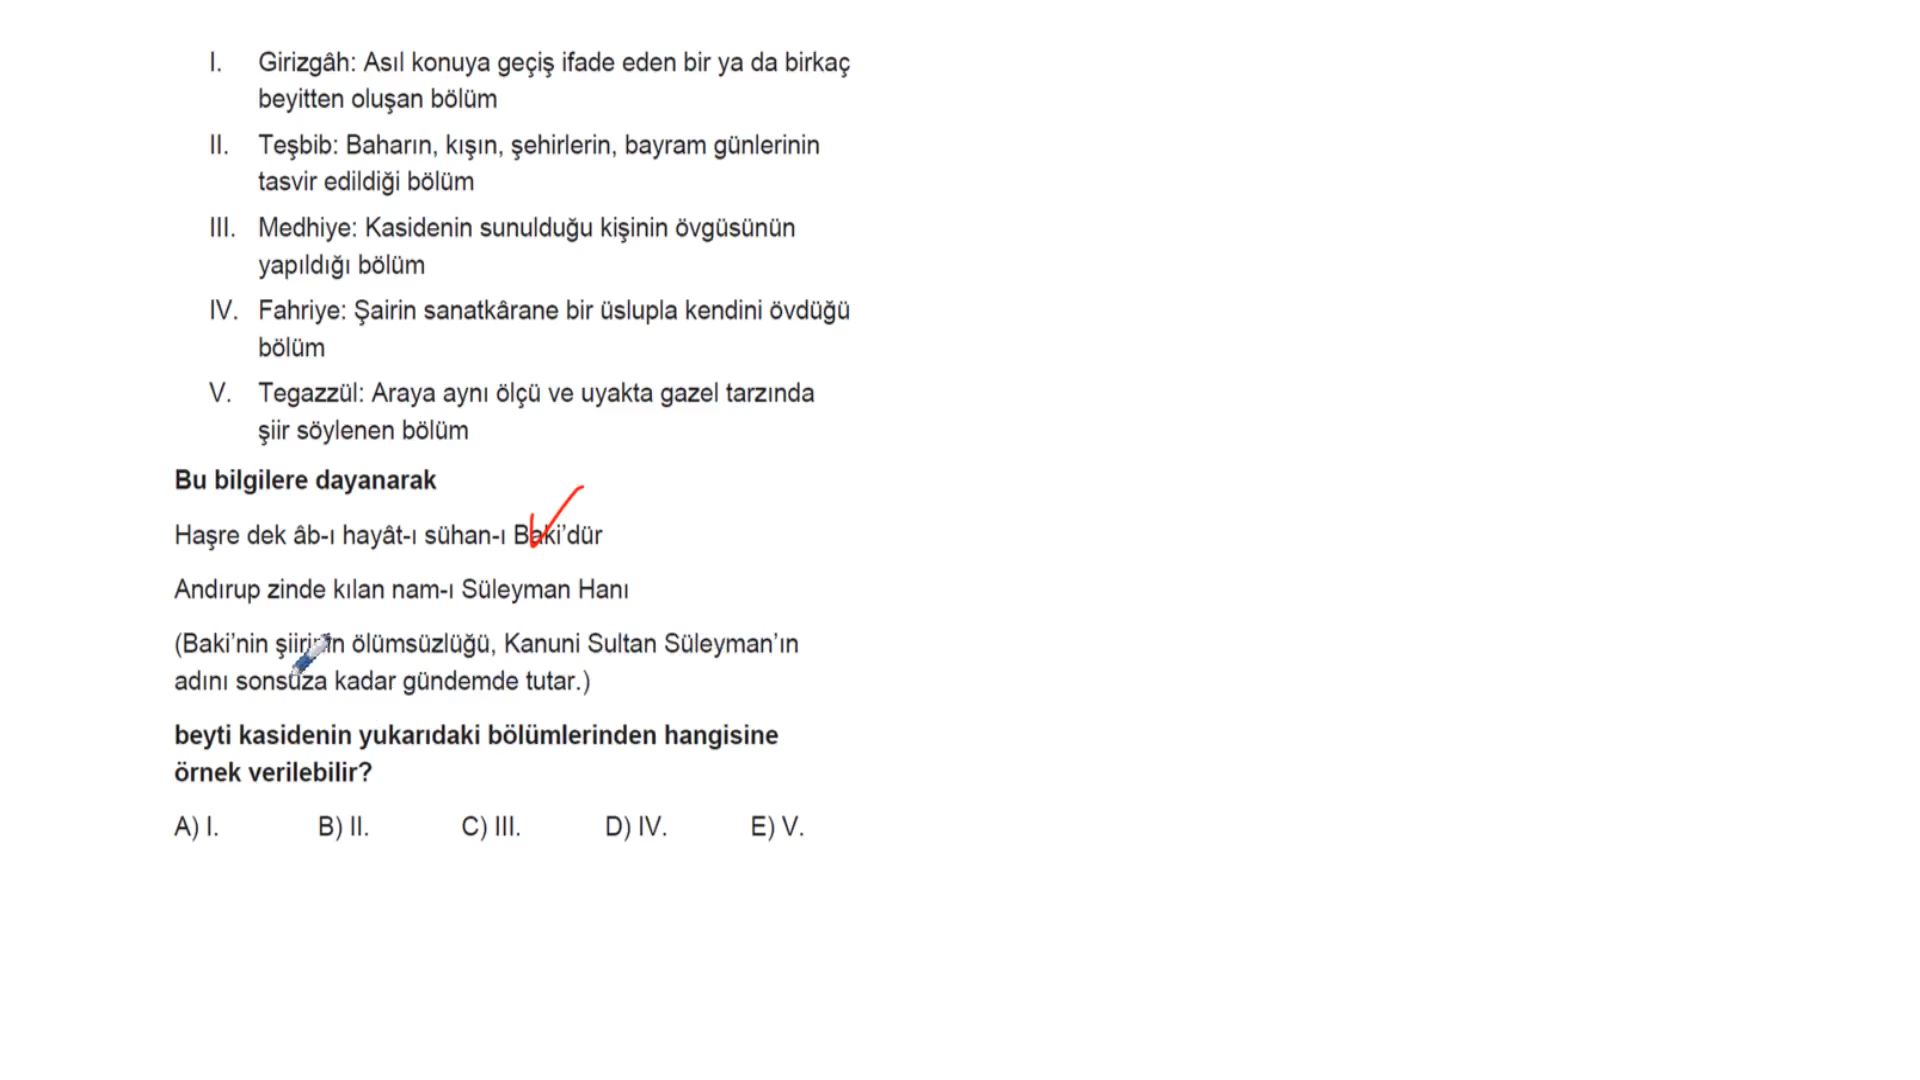 I. Girizgâh: Asıl konuya geçiş ifade eden bir ya da birkaç
beyitten oluşan bölüm
II. Teşbib: Baharın, kışın, şehirlerin, bayram günlerinin
tasvir edildiği bölüm
III. Medhiye: Kasidenin sunulduğu kişinin övgüsünün
yapıldığı bölüm
IV. Fahriye: Şairin sanatkârane bir üslupla kendini övdüğü
bölüm
V. Tegazzül: Araya aynı ölçü ve uyakta gazel tarzında
şiir söylenen bölüm
Bu bilgilere dayanarak
Haşre dek âb-ı hayât-ı sühan-ı Baki’dür
Andırup zinde kılan nam-ı Süleyman Hanı
(Baki’nin şiirinin ölümsüzlüğü, Kanuni Sultan Süleyman’ın
adını sonsuza kadar gündemde tutar.)
beyti kasidenin yukarıdaki bölümlerinden hangisine
örnek verilebilir?
A) I. B) II. C) III. D) IV. E) V.